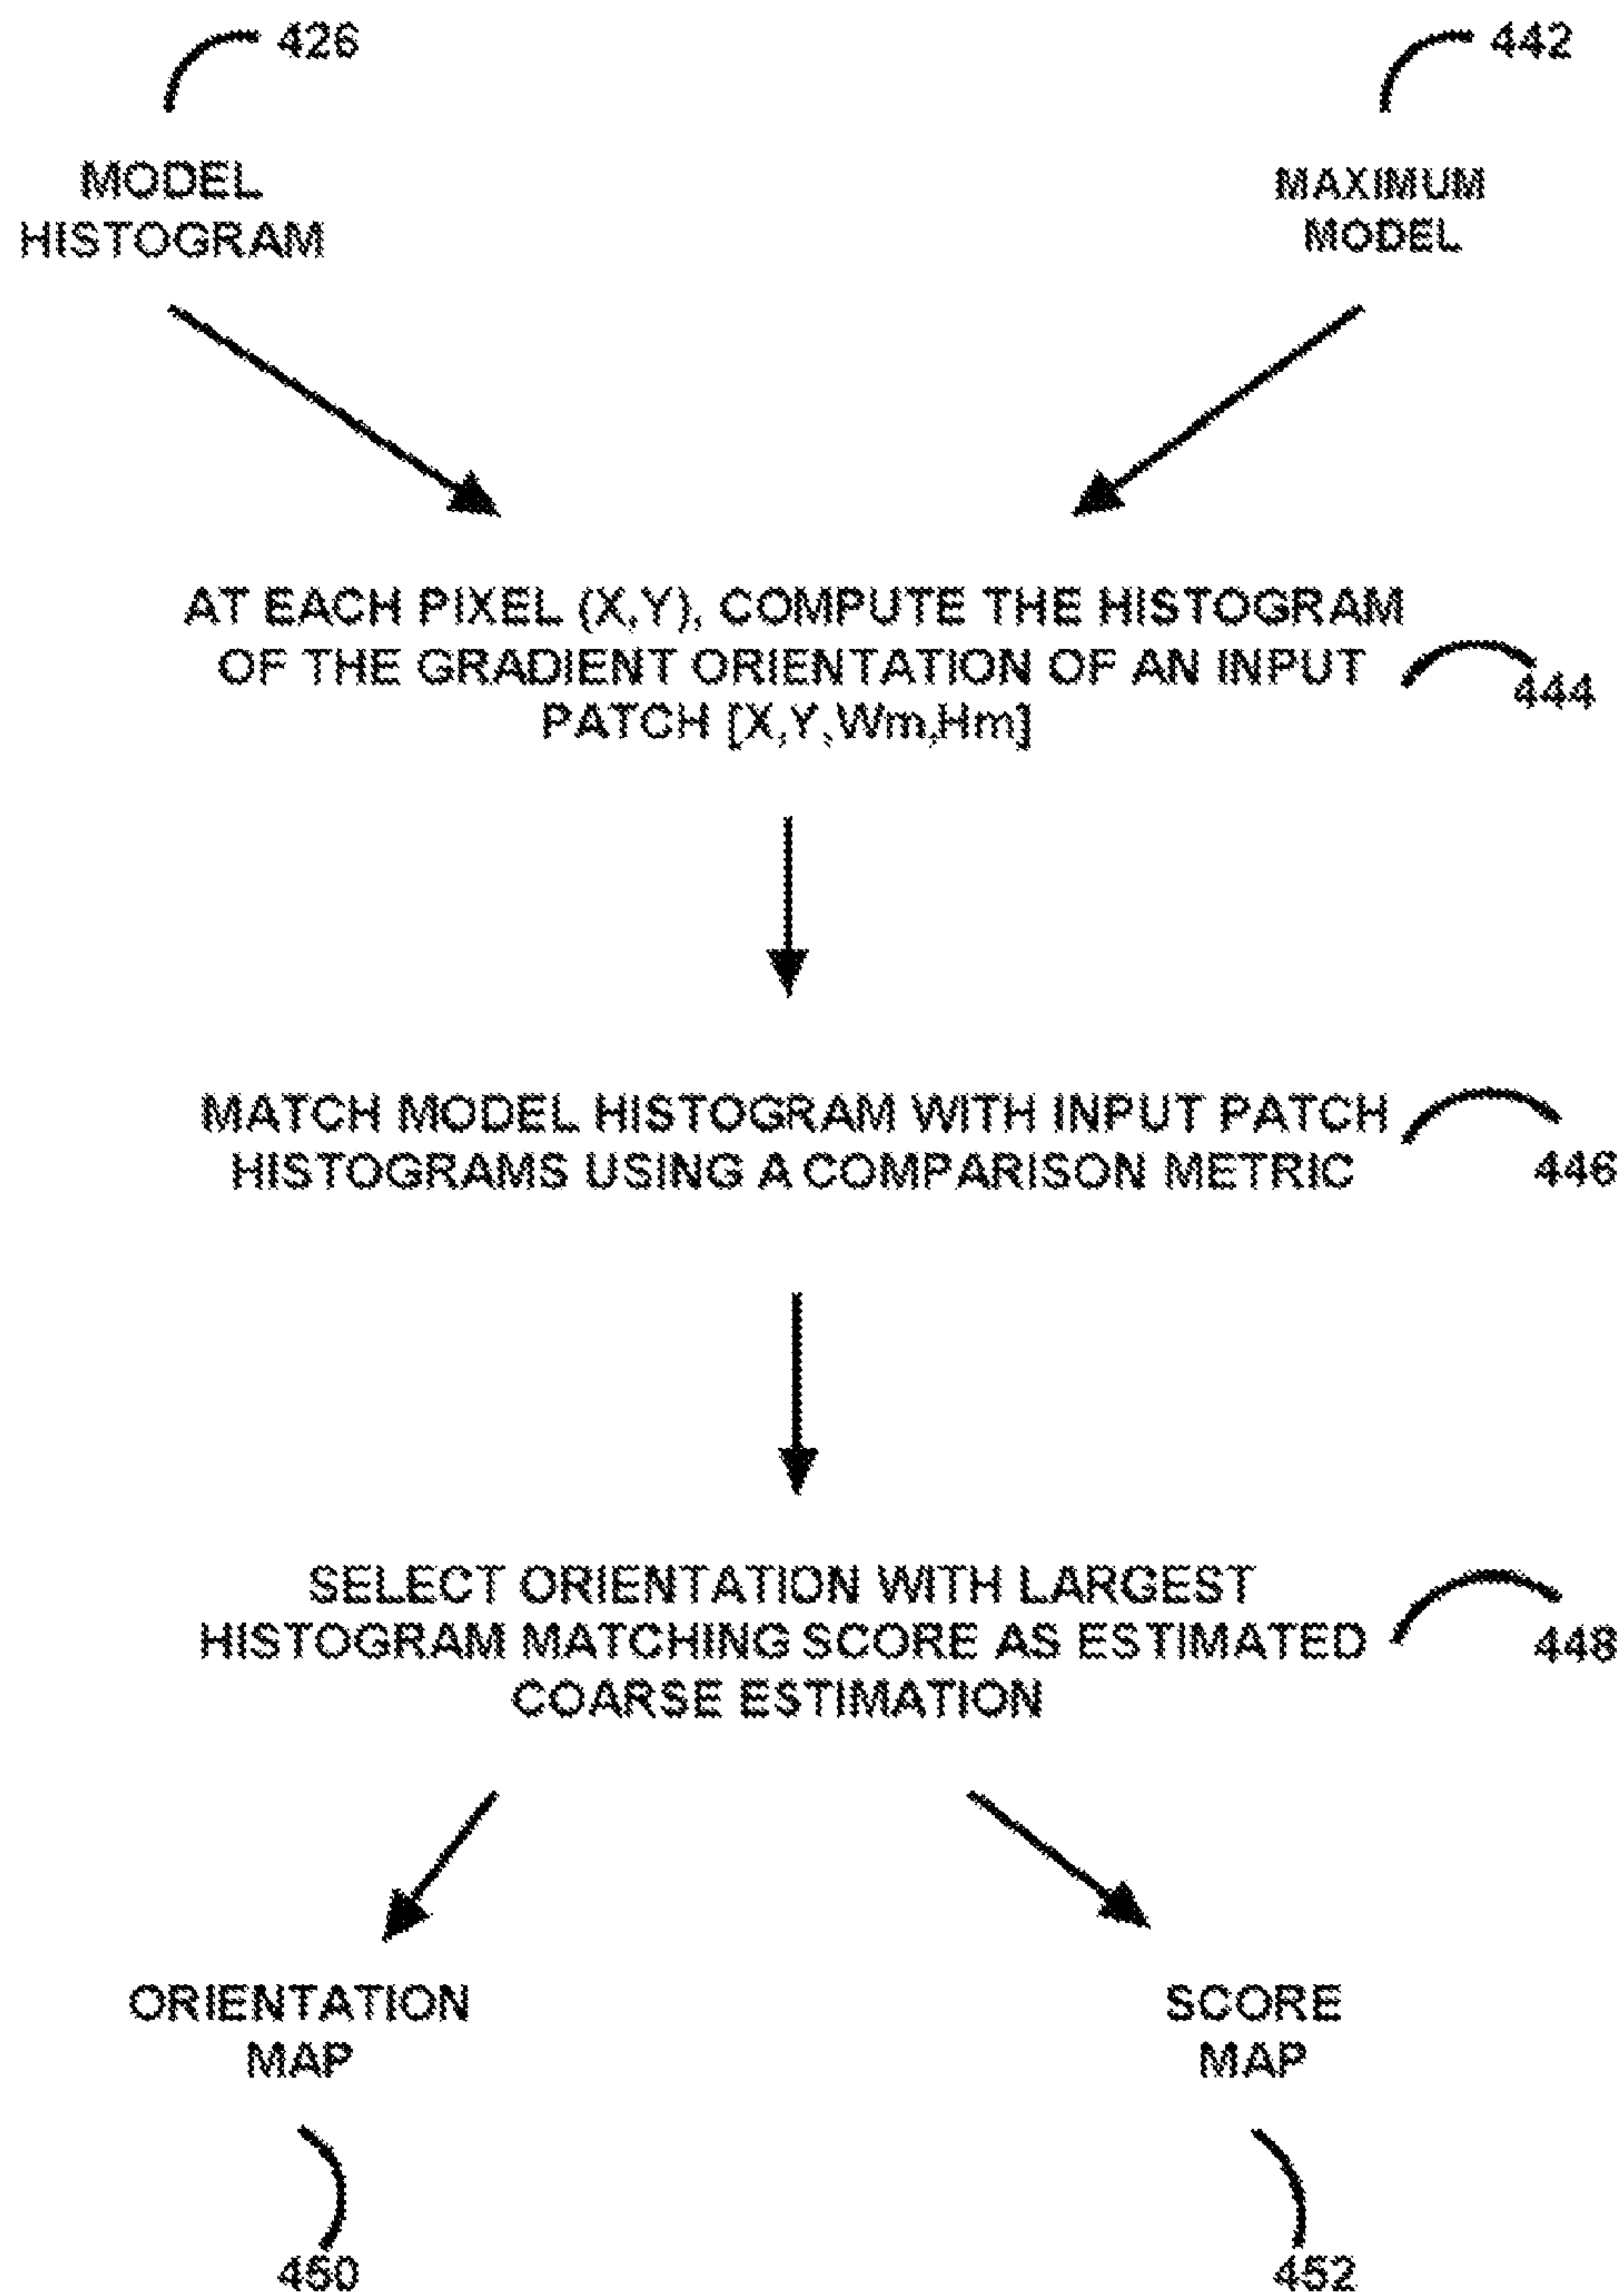 426
442
MODEL
HISTOGRAM
MAXIMUM
MODEL
AT EACH PIXEL (X,Y), COMPUTE THE HISTOGRAM
OF THE GRADIENT ORIENTATION OF AN INPUT
PATCH [X,Y,Wm,Hm]
444
MATCH MODEL HISTOGRAM WITH INPUT PATCH
HISTOGRAMS USING A COMPARISON METRIC
446
SELECT ORIENTATION WITH LARGEST
HISTOGRAM MATCHING SCORE AS ESTIMATED
COARSE ESTIMATION
448
ORIENTATION
MAP
SCORE
MAP
450
452